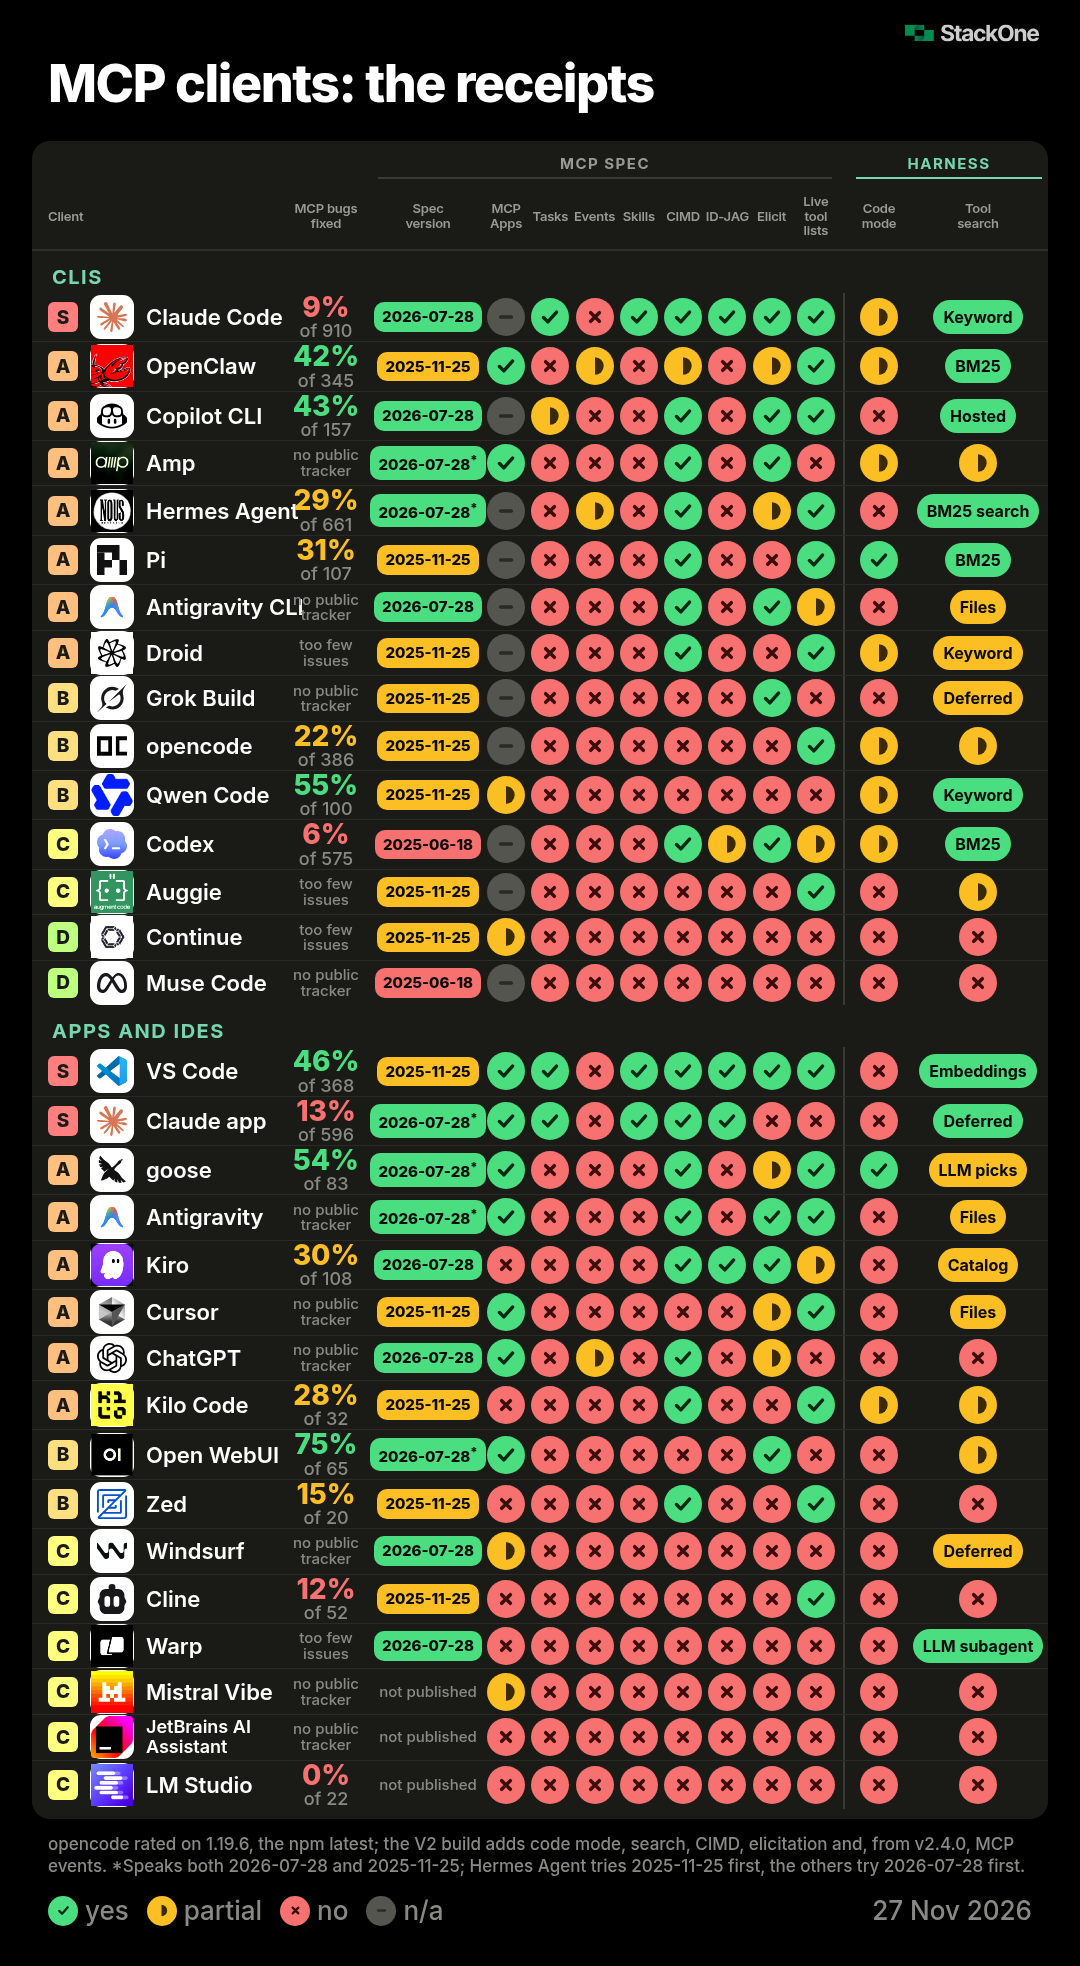 StackOne
MCP clients: the receipts
MCP SPEC
HARNESS
Client
MCP bugs fixed
Spec version
MCP Apps
Tasks
Events
Skills
CIMD
ID-JAG
Elicit
Live tool lists
Code mode
Tool search
CLIS
S Claude Code 9% of 910 2026-07-28 Keyword
A OpenClaw 42% of 345 2025-11-25 BM25
A Copilot CLI 43% of 157 2026-07-28 Hosted
A amp Amp no public tracker 2026-07-28*
A NOUS Hermes Agent 29% of 661 2026-07-28* BM25 search
A Pi 31% of 107 2025-11-25 BM25
A Antigravity CLI no public tracker 2026-07-28 Files
A Droid too few issues 2025-11-25 Keyword
B Grok Build no public tracker 2025-11-25 Deferred
B OC opencode 22% of 386 2025-11-25
B Qwen Code 55% of 100 2025-11-25 Keyword
C Codex 6% of 575 2025-06-18 BM25
C augment code Auggie too few issues 2025-11-25
D Continue too few issues 2025-11-25
D Muse Code no public tracker 2025-06-18
APPS AND IDES
S VS Code 46% of 368 2025-11-25 Embeddings
S Claude app 13% of 596 2026-07-28* Deferred
A goose 54% of 83 2026-07-28* LLM picks
A Antigravity no public tracker 2026-07-28* Files
A Kiro 30% of 108 2026-07-28 Catalog
A Cursor no public tracker 2025-11-25 Files
A ChatGPT no public tracker 2026-07-28
A Kilo Code 28% of 32 2025-11-25
B OI Open WebUI 75% of 65 2026-07-28*
B Zed 15% of 20 2025-11-25
C Windsurf no public tracker 2026-07-28 Deferred
C Cline 12% of 52 2025-11-25
C Warp too few issues 2026-07-28 LLM subagent
C Mistral Vibe no public tracker not published
C JetBrains AI Assistant no public tracker not published
C LM Studio 0% of 22 not published
opencode rated on 1.19.6, the npm latest; the V2 build adds code mode, search, CIMD, elicitation and, from v2.4.0, MCP
events. *Speaks both 2026-07-28 and 2025-11-25; Hermes Agent tries 2025-11-25 first, the others try 2026-07-28 first.
yes partial no n/a
27 Nov 2026